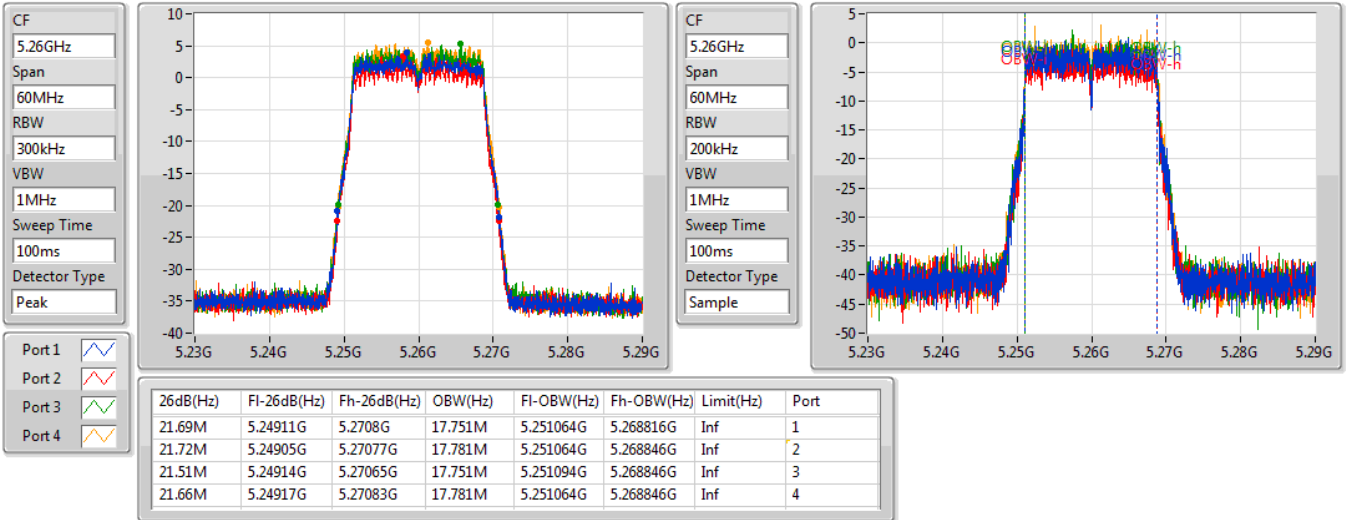 CF
5.26GHz
Span
60MHz
RBW
300kHz
VBW
1MHz
Sweep Time
100ms
Detector Type
Peak
10
5
0
-5
-10
-15
-20
-25
-30
-35
-40
5.23G 5.24G 5.25G 5.26G 5.27G 5.28G 5.29G
CF
5.26GHz
Span
60MHz
RBW
200kHz
VBW
1MHz
Sweep Time
100ms
Detector Type
Sample
5
0
-5
-10
-15
-20
-25
-30
-35
-40
-45
-50
OBW-h
5.23G 5.24G 5.25G 5.26G 5.27G 5.28G 5.29G
Port 1
Port 2
Port 3
Port 4
26dB(Hz) Fl-26dB(Hz) Fh-26dB(Hz) OBW(Hz) Fl-OBW(Hz) Fh-OBW(Hz) Limit(Hz) Port
21.69M 5.24911G 5.2708G 17.751M 5.251064G 5.268816G Inf 1
21.72M 5.24905G 5.27077G 17.781M 5.251064G 5.268846G Inf 2
21.51M 5.24914G 5.27065G 17.751M 5.251094G 5.268846G Inf 3
21.66M 5.24917G 5.27083G 17.781M 5.251064G 5.268846G Inf 4